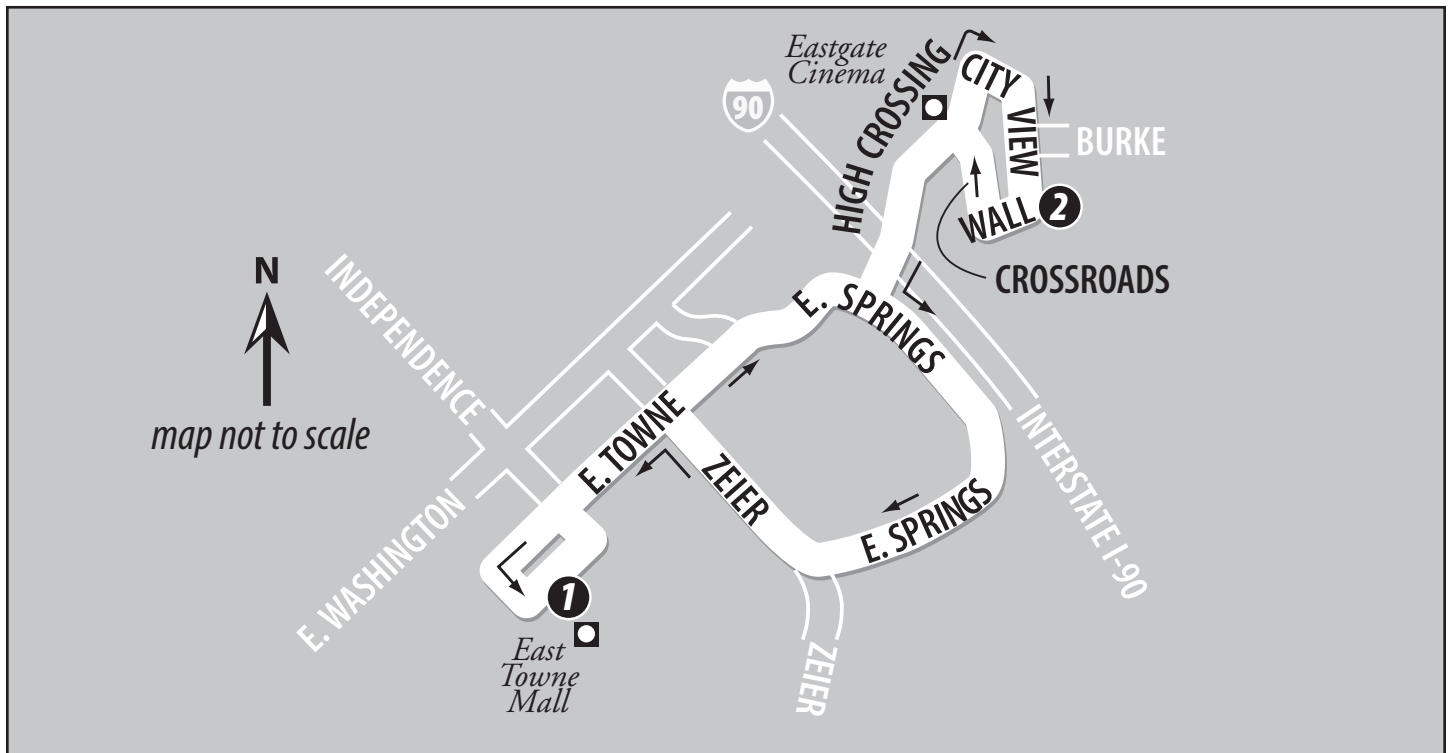 Eastgate
Cinema
HIGH CROSSING
CITY
VIEW
90
BURKE
WALL
2
CROSSROADS
N
map not to scale
INDEPENDENCE
E. SPRINGS
E. TOWNE
ZEIER
E. SPRINGS
INTERSTATE I-90
E. WASHINGTON
1
East
Towne
Mall
ZEIER